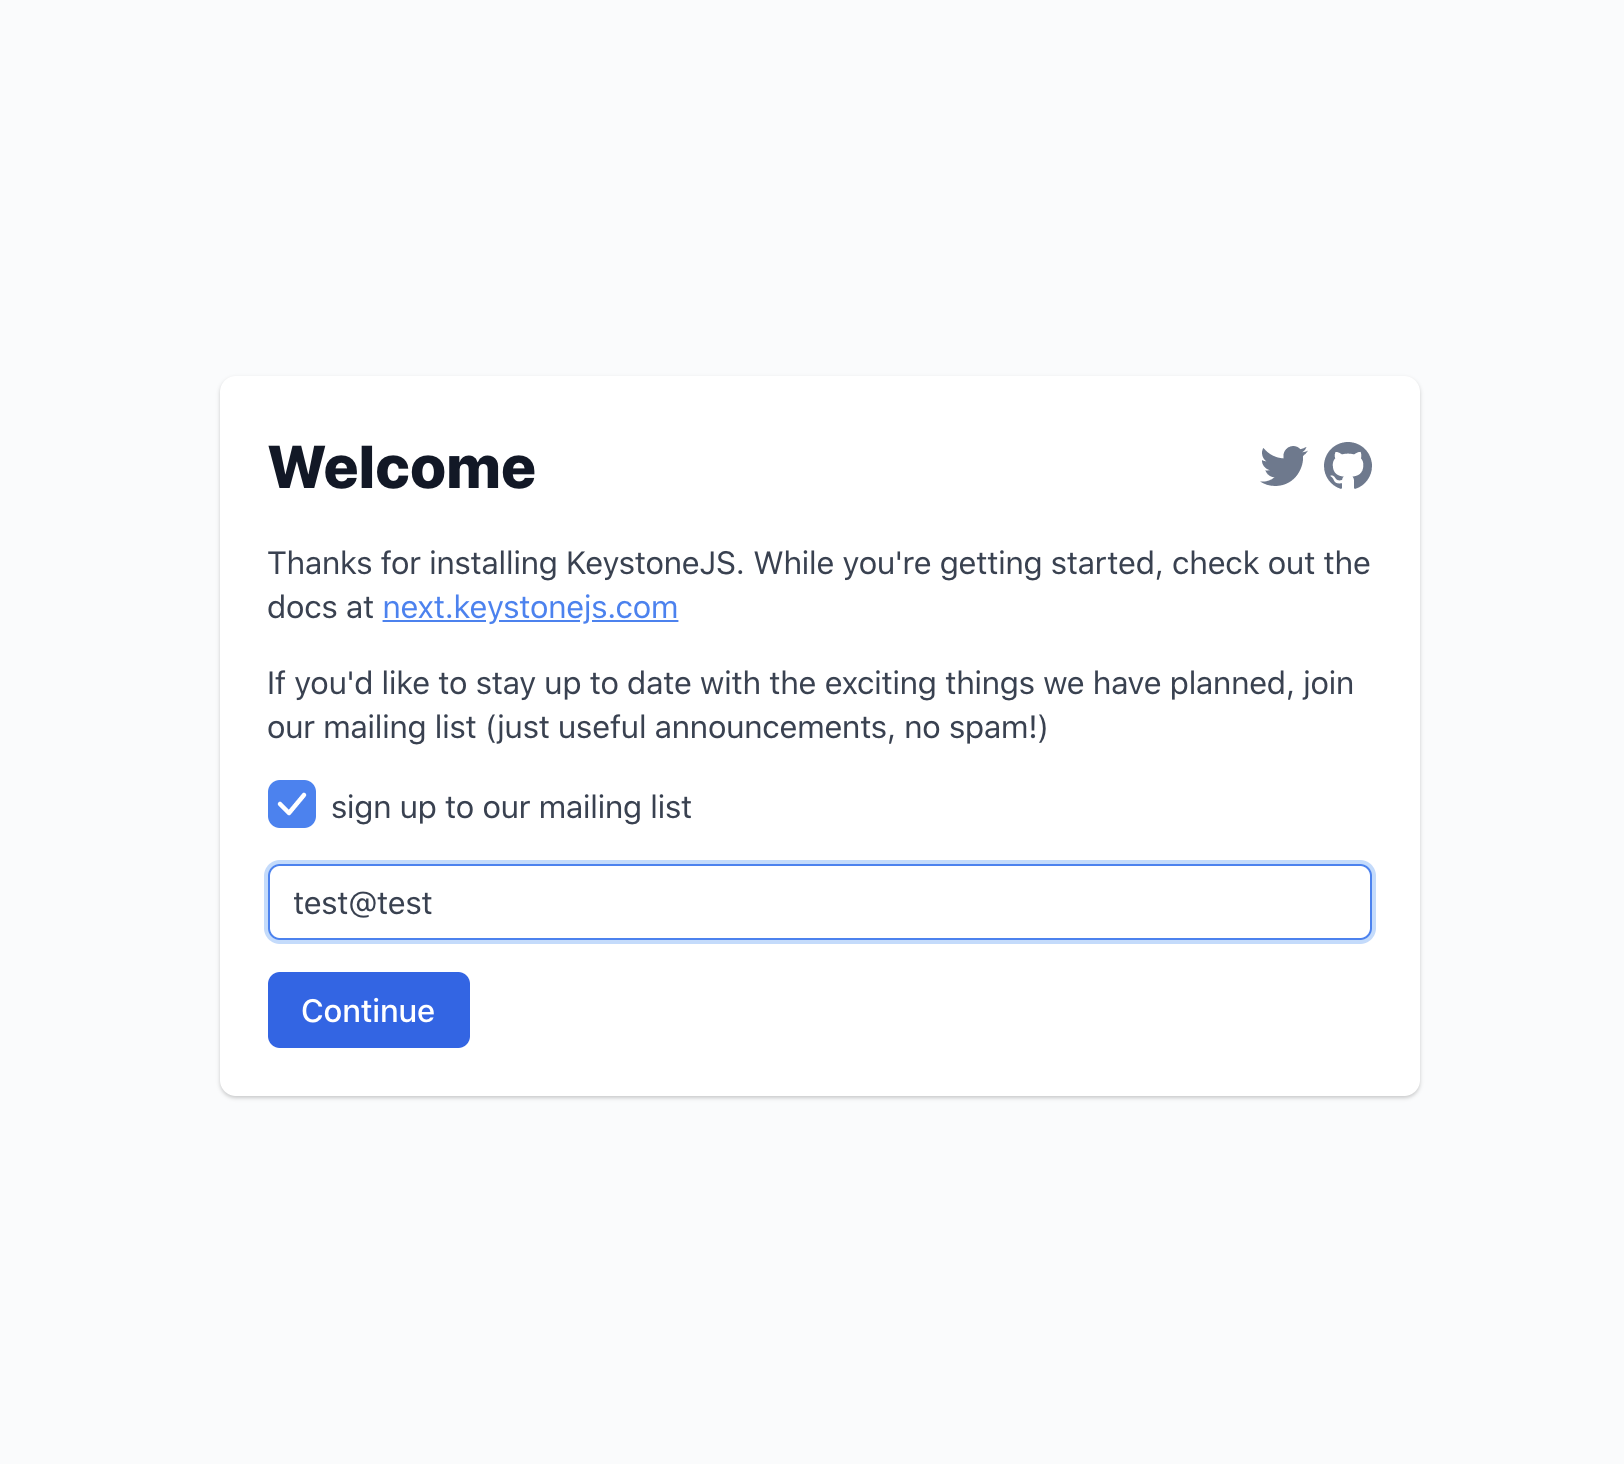 Welcome
Thanks for installing KeystoneJS. While you're getting started, check out the
docs at next.keystonejs.com
If you'd like to stay up to date with the exciting things we have planned, join
our mailing list (just useful announcements, no spam!)
sign up to our mailing list
test@test
Continue